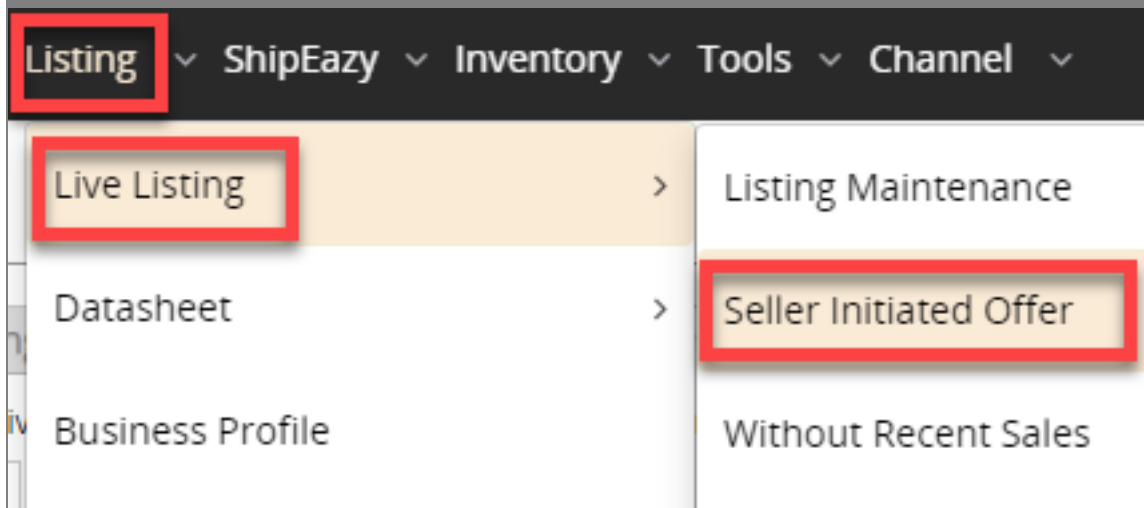 Listing ShipEazy Inventory Tools Channel
Live Listing
Datasheet
Business Profile
Listing Maintenance
Seller Initiated Offer
Without Recent Sales